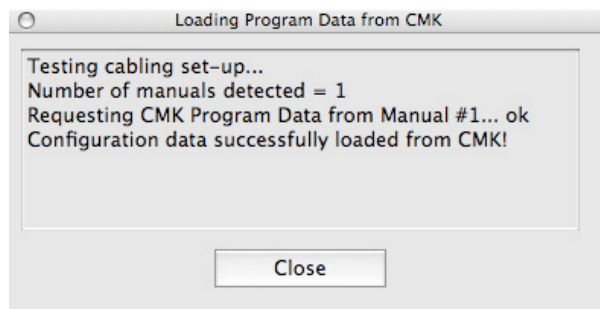 Loading Program Data from CMK
Testing cabling set-up...
Number of manuals detected = 1
Requesting CMK Program Data from Manual #1... ok
Configuration data successfully loaded from CMK!
Close